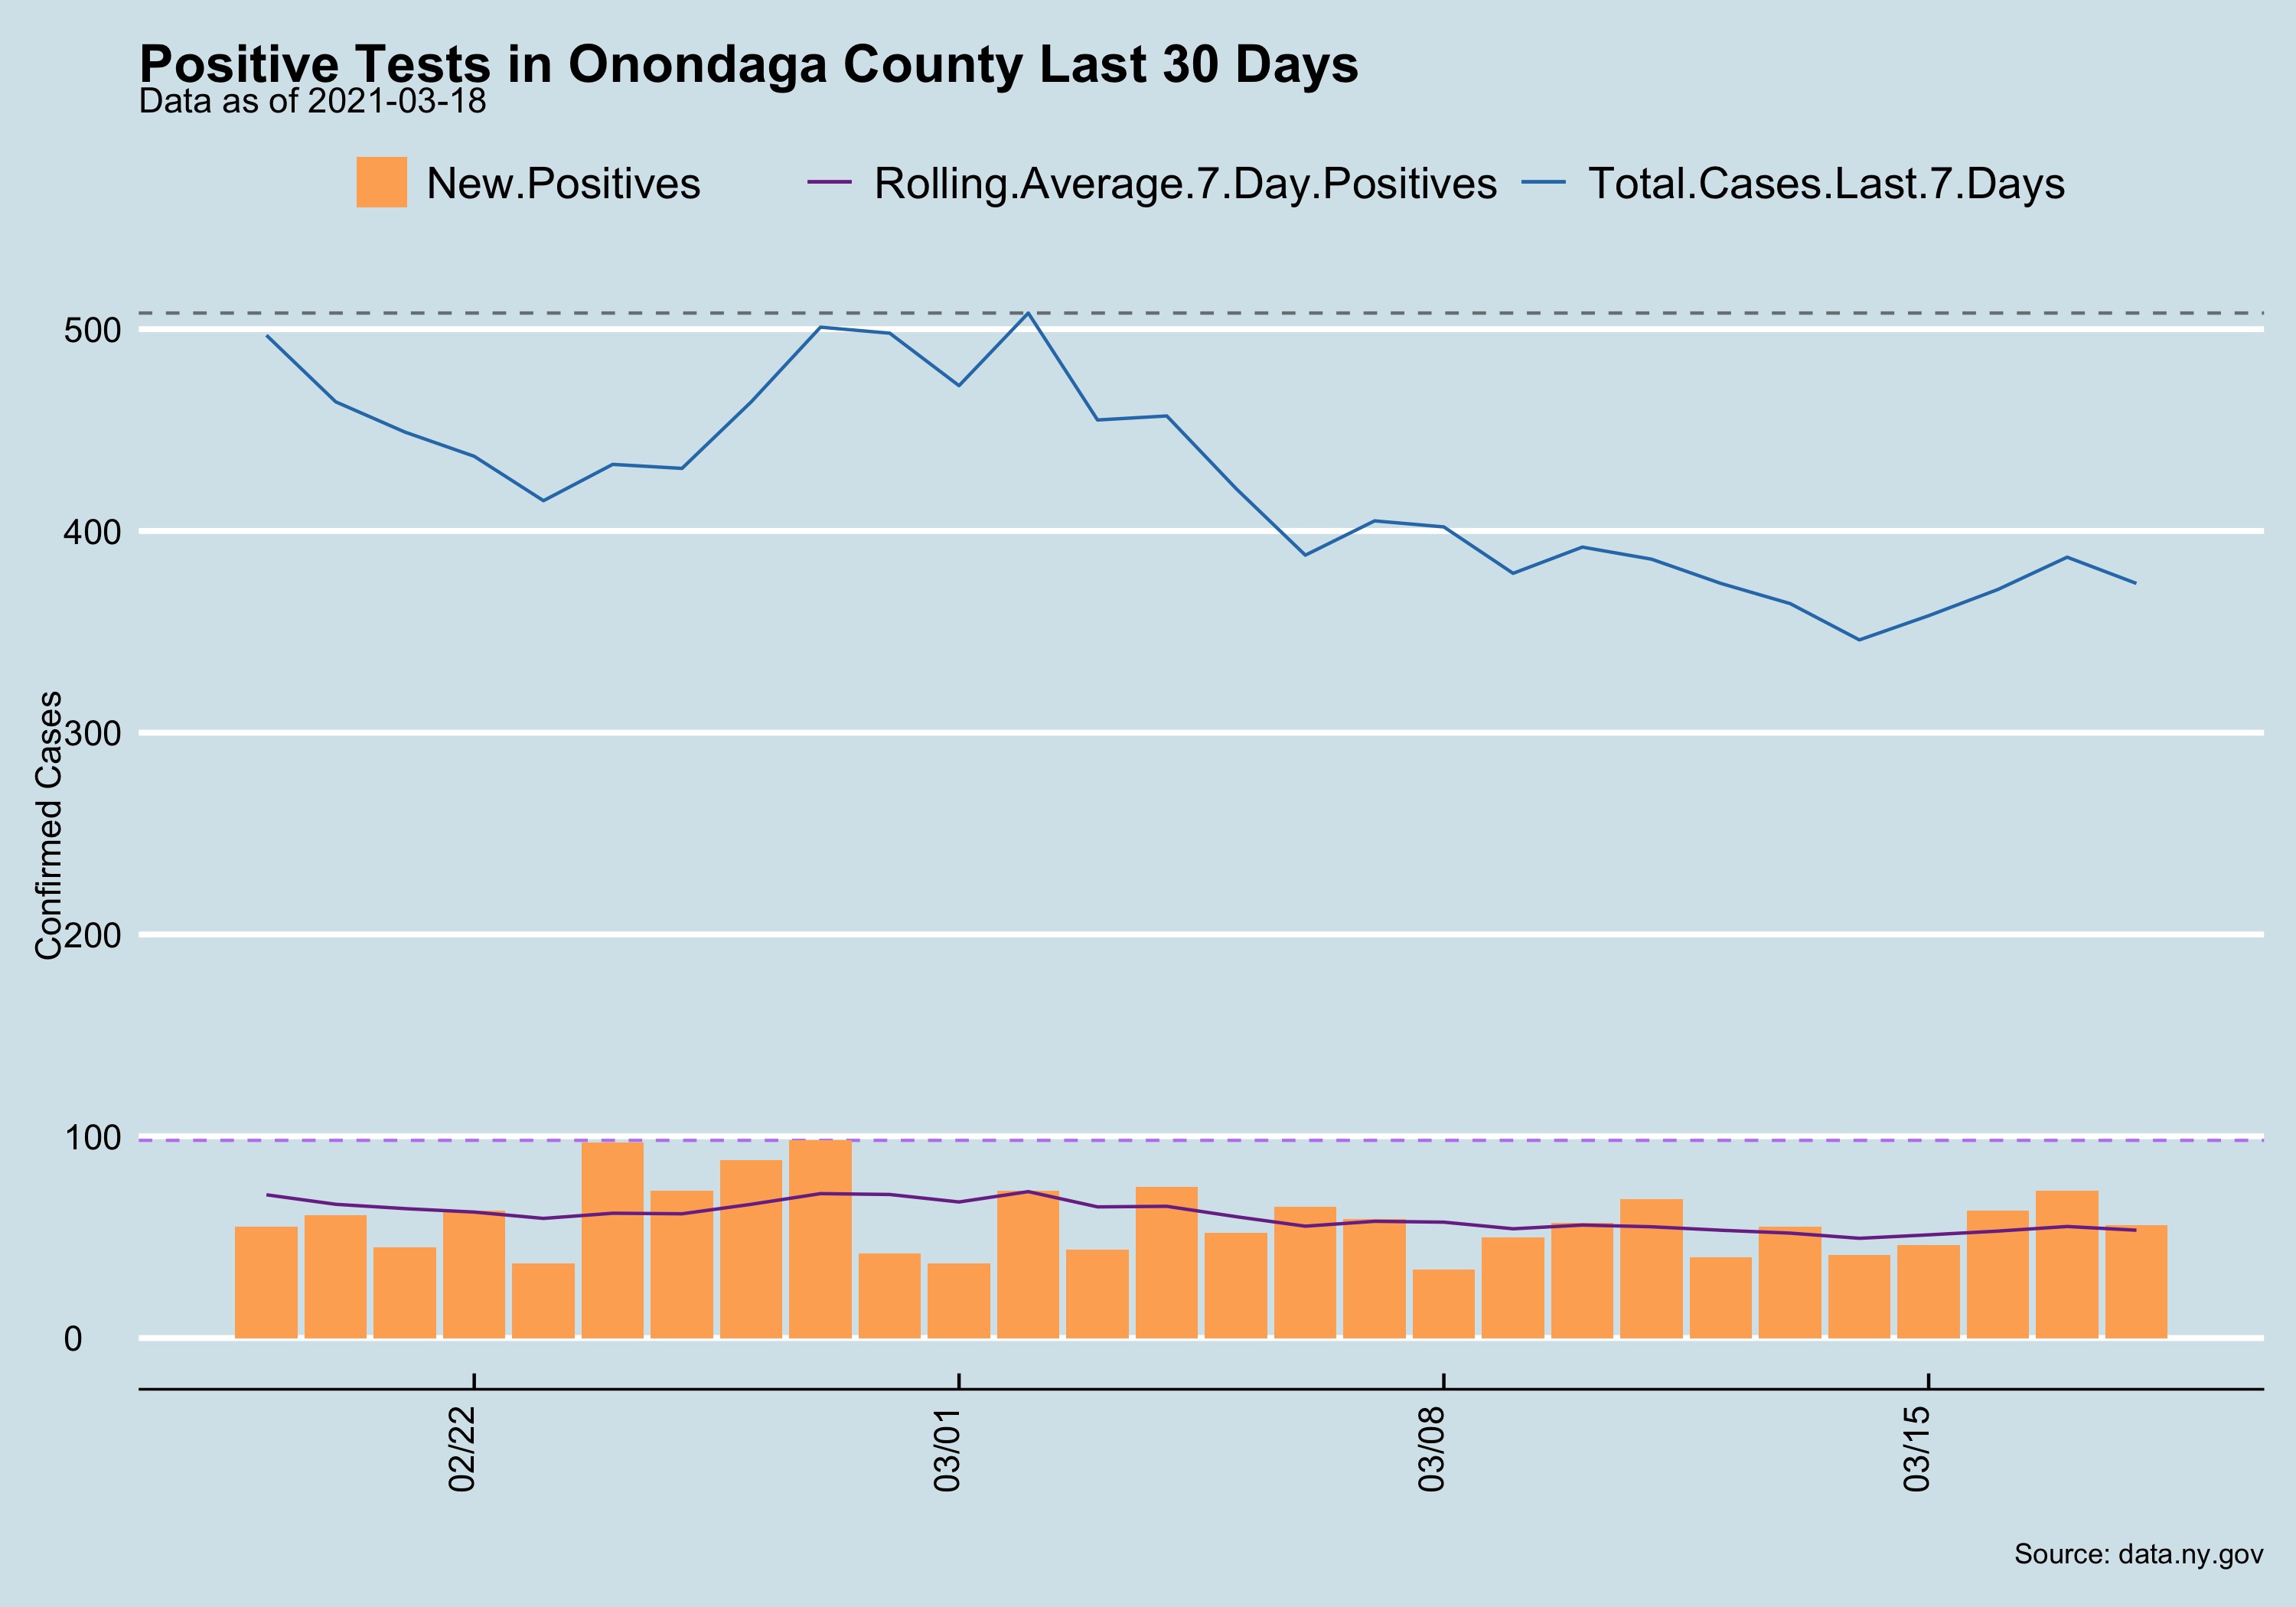 Positive Tests in Onondaga County Last 30 Days
Data as of 2021-03-18
New.Positives
Rolling.Average.7.Day.Positives
Total.Cases.Last.7.Days
Confirmed Cases
500
400
300
200
100
0
02/22
03/01
03/08
03/15
Source: data.ny.gov